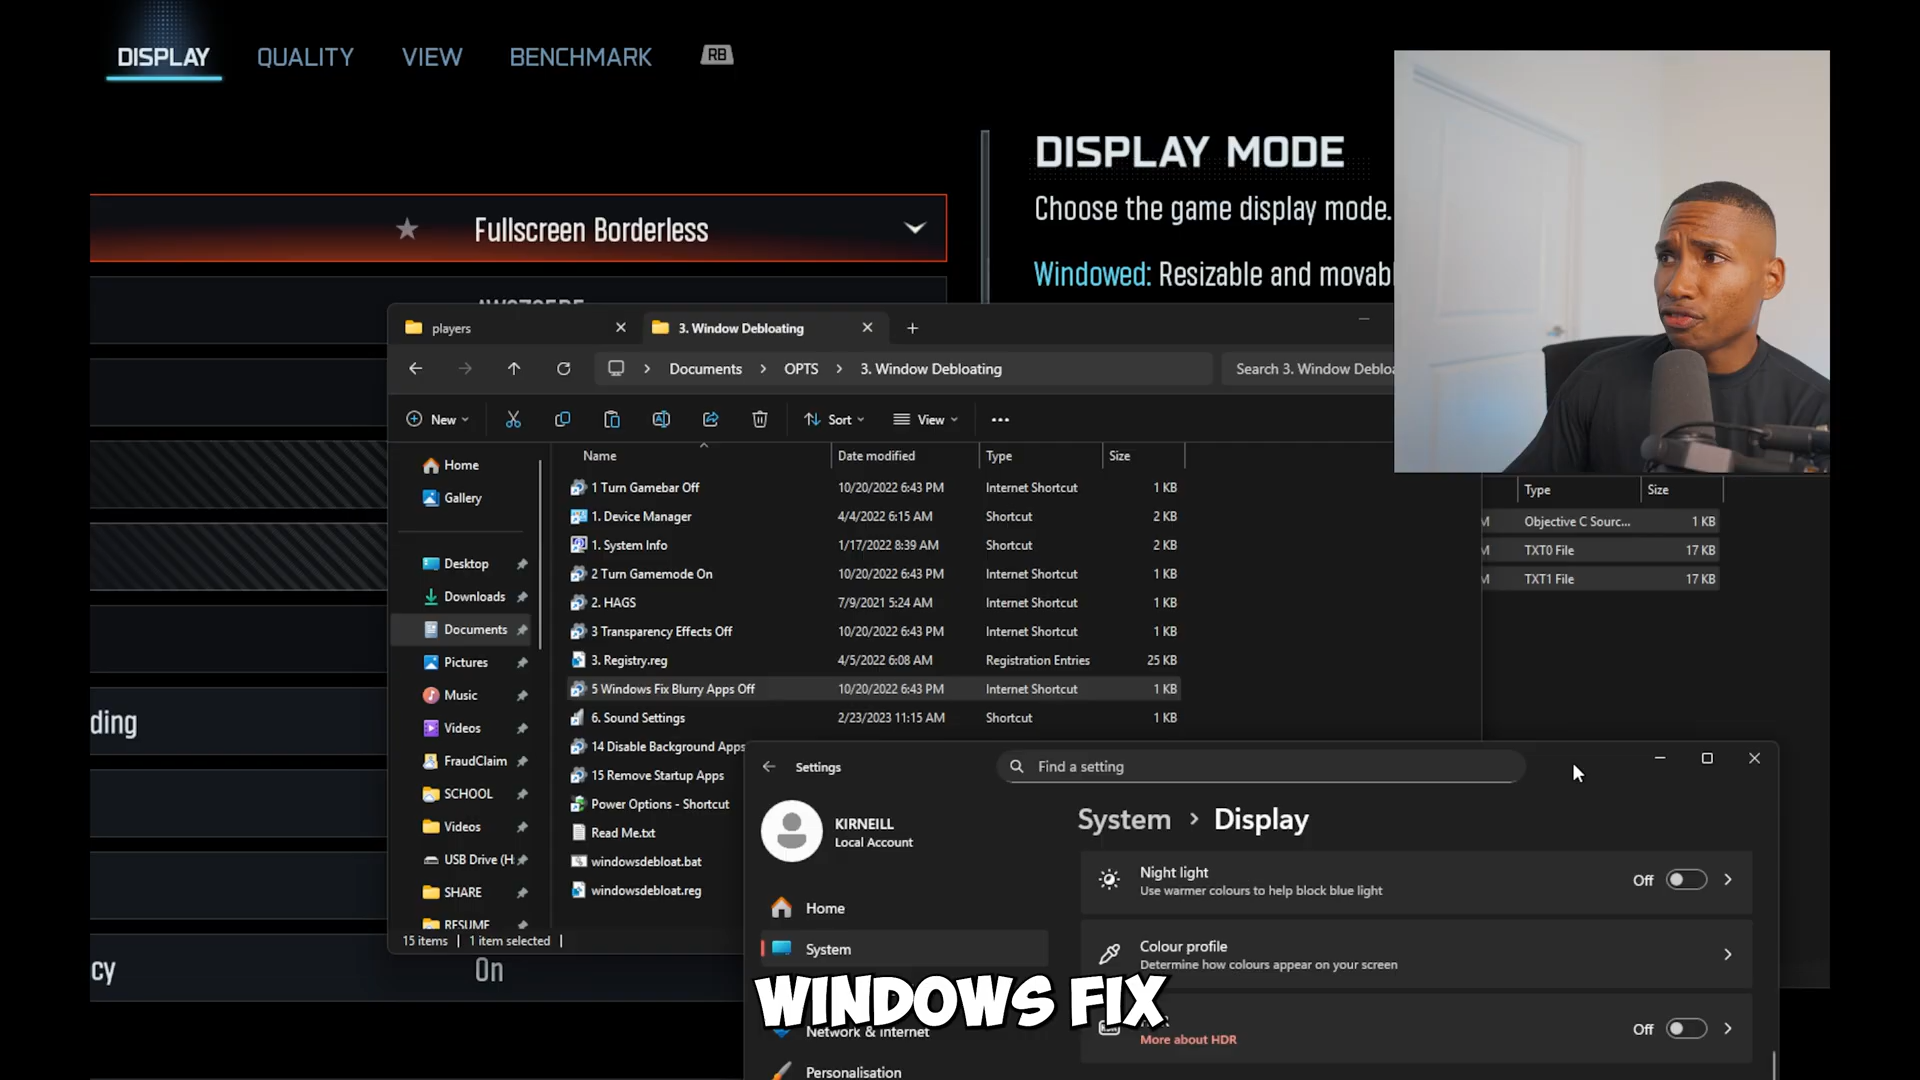 DISPLAY QUALITY VIEW BENCHMARK RB
DISPLAY MODE
Choose the game display mode.
Fullscreen Borderless
Windowed: Resizable and movabl
players
3. Window Debloating
Documents OPTS 3. Window Debloating
Search 3. Window Debloa
New Sort View
Name Date modified Type Size
Home
Gallery
Desktop
Downloads
Documents
Pictures
Music
Videos
FraudClaim
SCHOOL
Videos
USB Drive (H:
SHARE
RESUME
1 Turn Gamebar Off 10/20/2022 6:43 PM Internet Shortcut 1 KB
1. Device Manager 4/4/2022 6:15 AM Shortcut 2 KB
1. System Info 1/17/2022 8:39 AM Shortcut 2 KB
2 Turn Gamemode On 10/20/2022 6:43 PM Internet Shortcut 1 KB
2. HAGS 7/9/2021 5:24 AM Internet Shortcut 1 KB
3 Transparency Effects Off 10/20/2022 6:43 PM Internet Shortcut 1 KB
3. Registry.reg 4/5/2022 6:08 AM Registration Entries 25 KB
5 Windows Fix Blurry Apps Off 10/20/2022 6:43 PM Internet Shortcut 1 KB
6. Sound Settings 2/23/2023 11:15 AM Shortcut 1 KB
14 Disable Background Apps
15 Remove Startup Apps
Power Options - Shortcut
Read Me.txt
windowsdebloat.bat
windowsdebloat.reg
15 items 1 item selected
Type Size
M Objective C Sourc... 1 KB
M TXT0 File 17 KB
M TXT1 File 17 KB
ding
cy
On
Settings
Find a setting
KIRNEILL
Local Account
Home
System
Network & internet
Personalisation
System > Display
Night light
Use warmer colours to help block blue light
Off
Colour profile
Determine how colours appear on your screen
More about HDR
Off
WINDOWS FIX